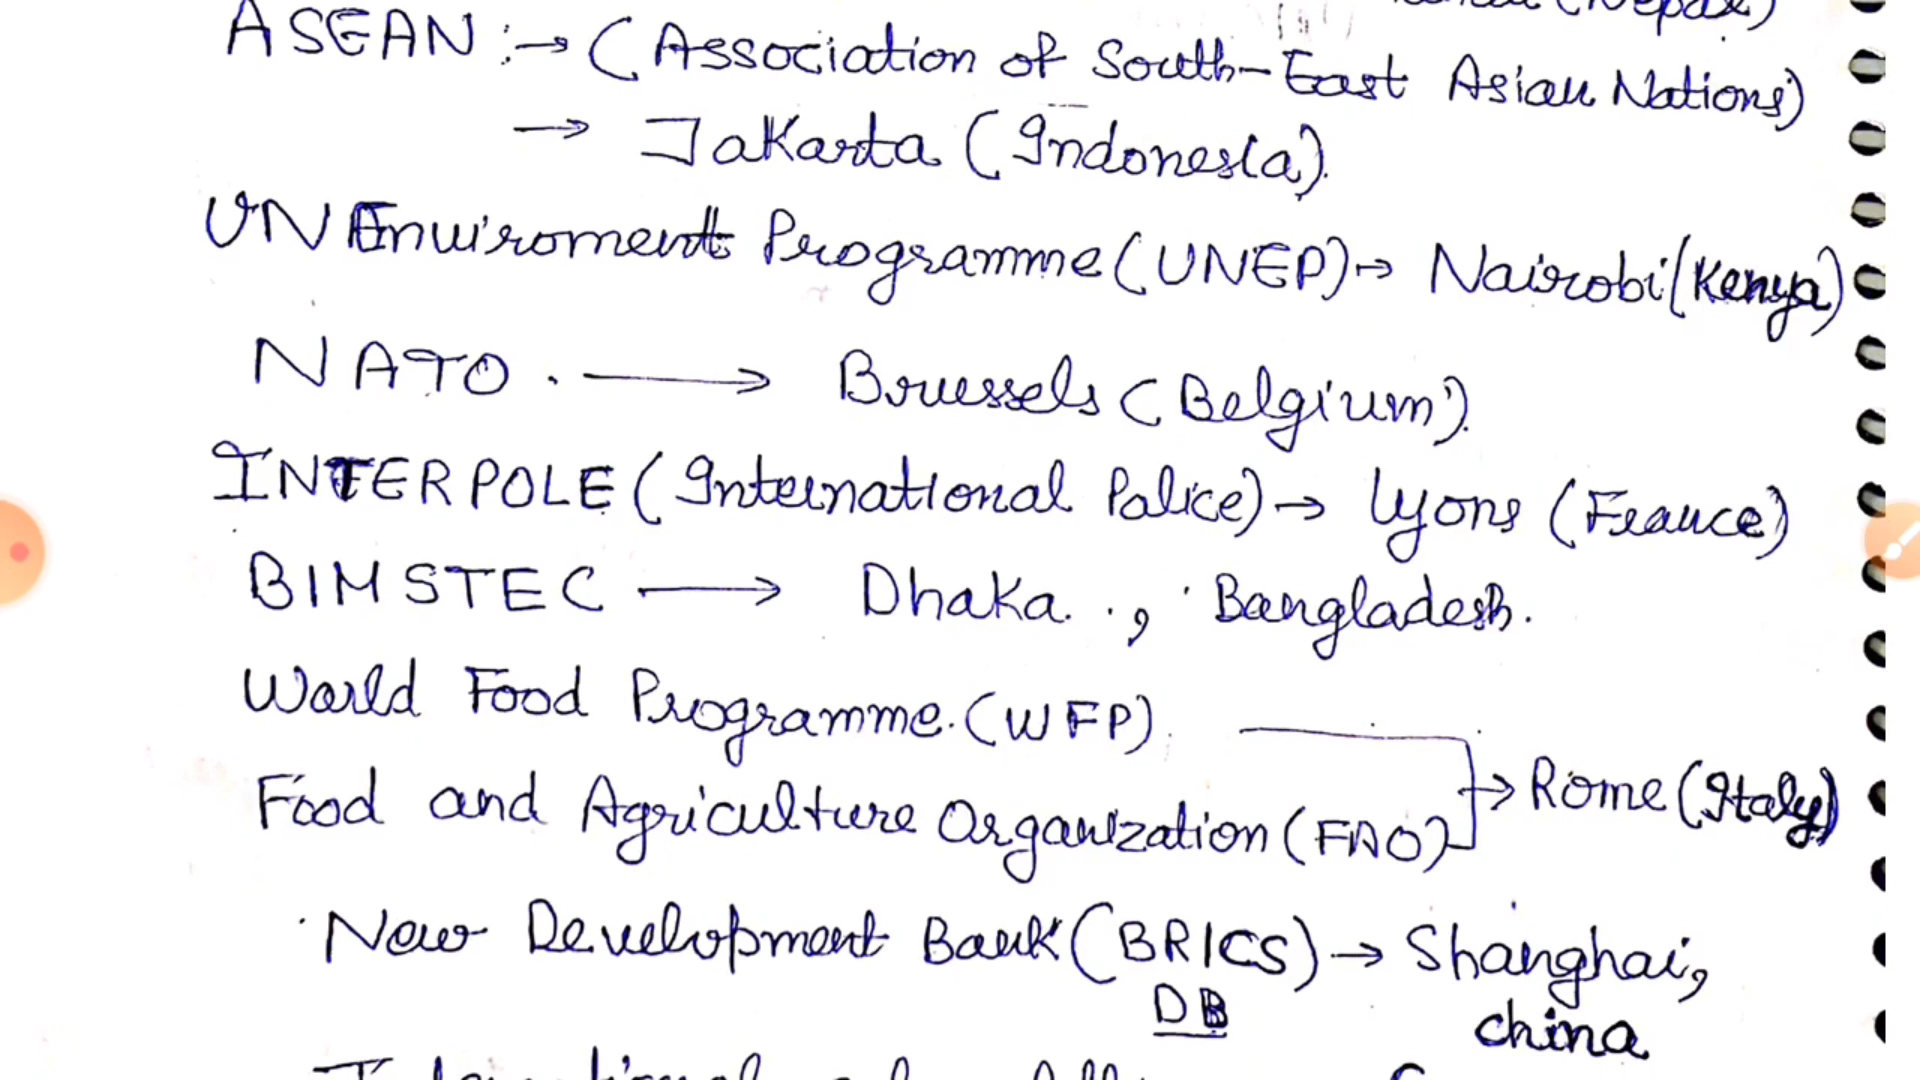 (Nepal)
ASEAN :→ (Association of South-East Asian Nations)
→ Jakarta (Indonesia).
UN Enviroment Programme (UNEP) → Nairobi (Kenya)
NATO . → Brussels (Belgium).
INTERPOLE (International Police) → Lyons (France)
BIMSTEC → Dhaka. , Bangladesh.
World Food Programme. (WFP).
Food and Agriculture Organization (FAO) → Rome (Italy)
New Development Bank (BRICS) → Shanghai,
DB china